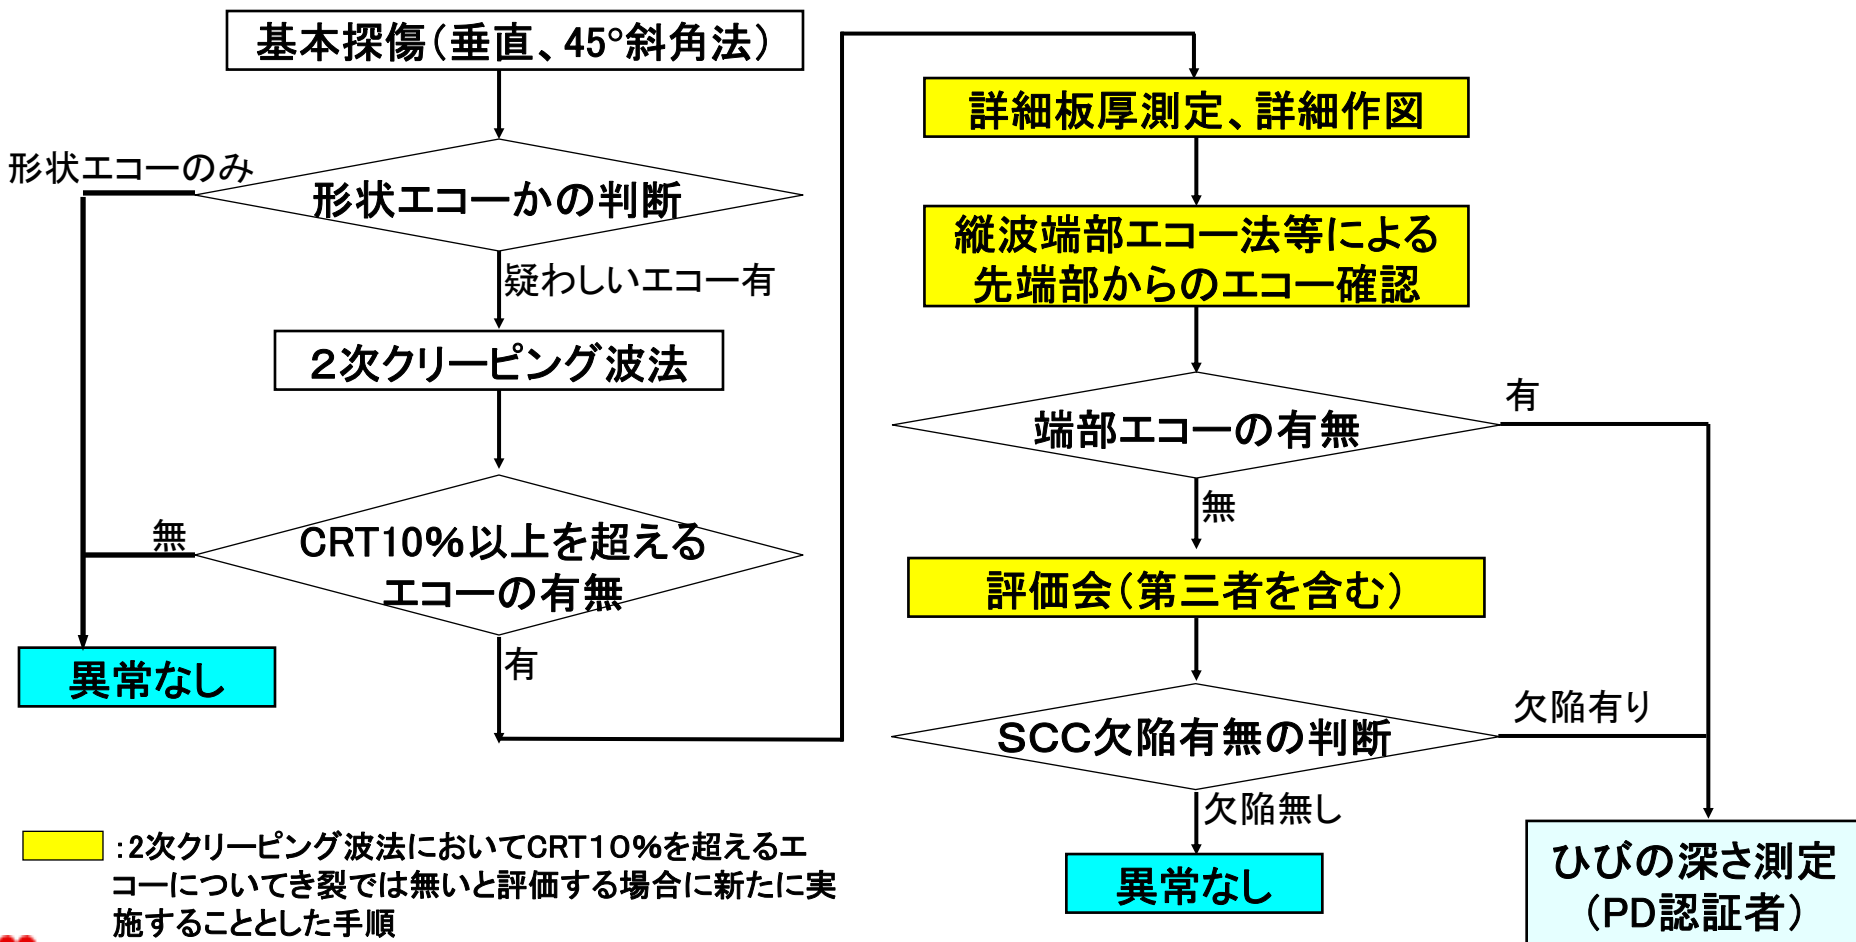 基本探傷(垂直、45°斜角法)
形状エコーのみ
形状エコーかの判断
疑わしいエコー有
2次クリーピング波法
無
CRT10%以上を超える
エコーの有無
有
異常なし
詳細板厚測定、詳細作図
縦波端部エコー法等による
先端部からのエコー確認
端部エコーの有無
有
無
評価会(第三者を含む)
SCC欠陥有無の判断
欠陥有り
欠陥無し
異常なし
ひびの深さ測定
(PD認証者)
:2次クリーピング波法においてCRT10%を超えるエ
コーについてき裂では無いと評価する場合に新たに実
施することとした手順